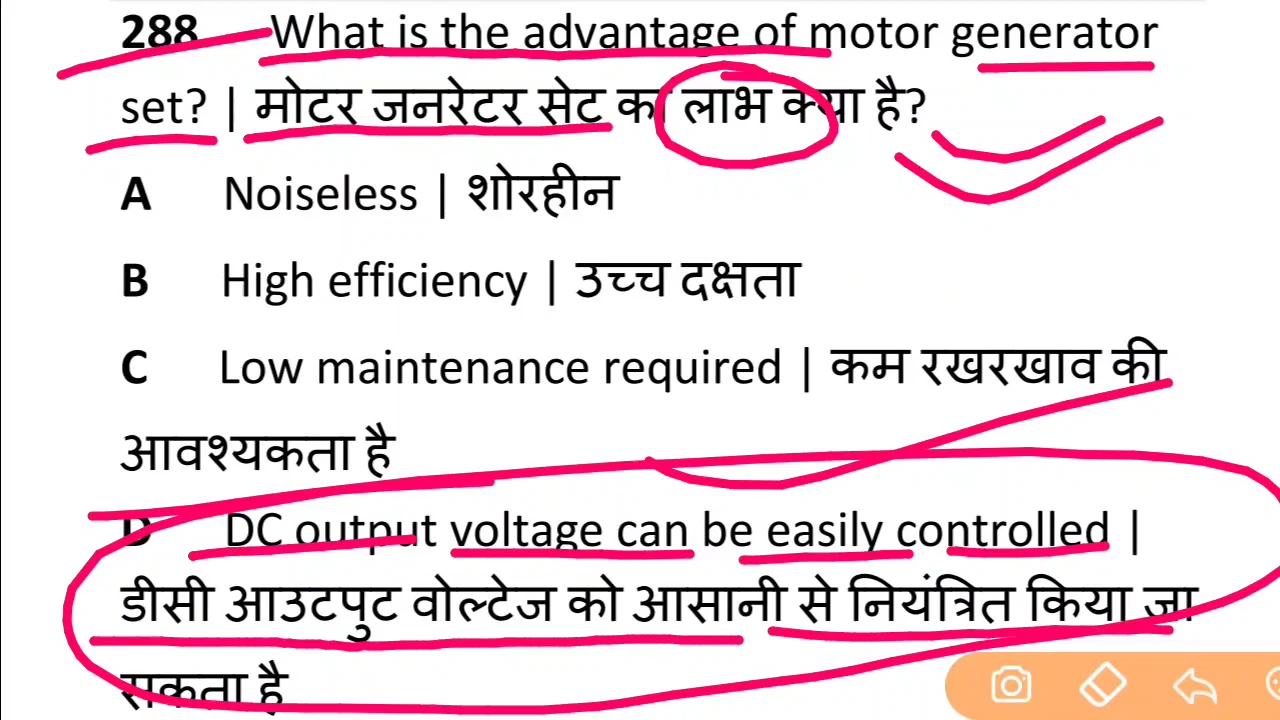 288 What is the advantage of motor generator
set? | मोटर जनरेटर सेट का लाभ क्या है?
A Noiseless | शोरहीन
B High efficiency | उच्च दक्षता
C Low maintenance required | कम रखरखाव की
आवश्यकता है
D DC output voltage can be easily controlled |
डीसी आउटपुट वोल्टेज को आसानी से नियंत्रित किया जा
सकता है